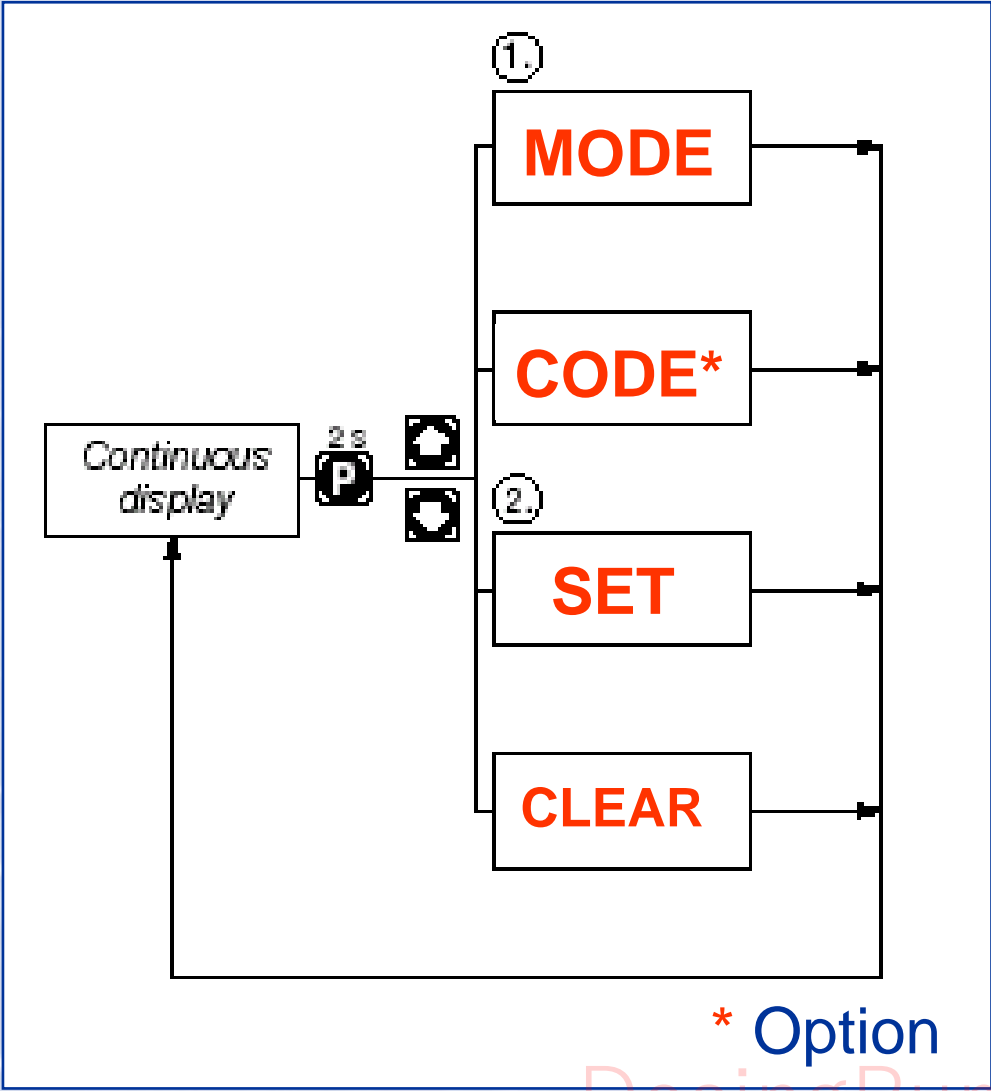 1.
MODE
CODE*
Continuous
display
2 s
P
2.
SET
CLEAR
* Option